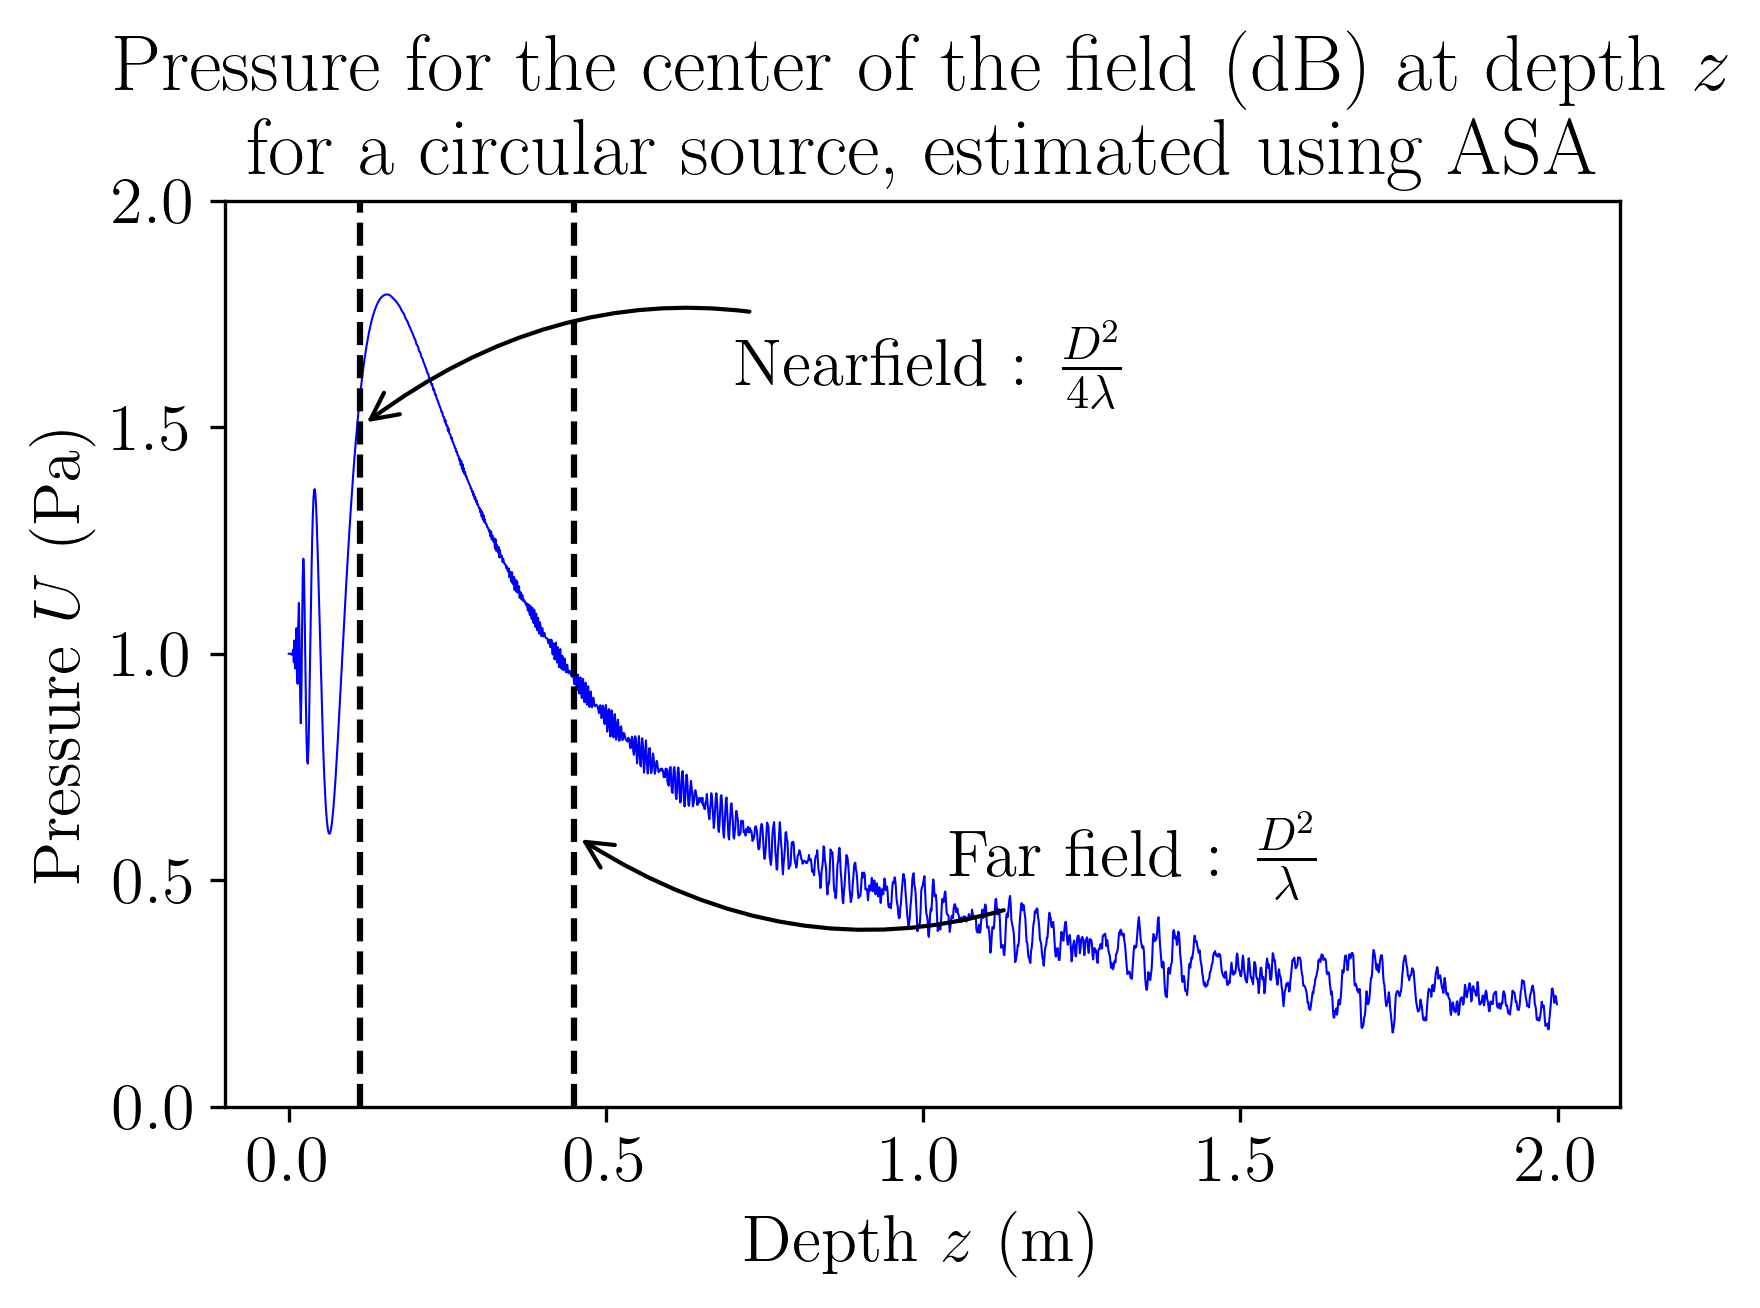 Pressure for the center of the field (dB) at depth z
for a circular source, estimated using ASA
2.0
1.5
1.0
0.5
0.0
Pressure U (Pa)
Nearfield : D²/4λ
Far field : D²/λ
0.0 0.5 1.0 1.5 2.0
Depth z (m)